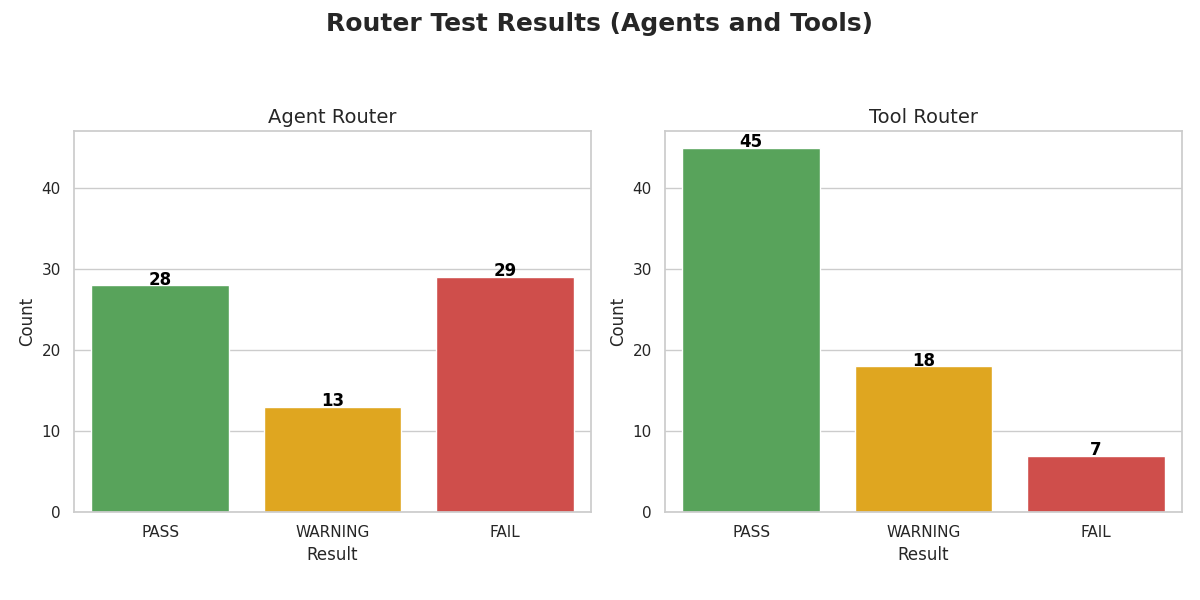 Router Test Results (Agents and Tools)
Agent Router
Count
40
30
20
10
0
28
13
29
PASS
WARNING
FAIL
Result
Tool Router
Count
40
30
20
10
0
45
18
7
PASS
WARNING
FAIL
Result